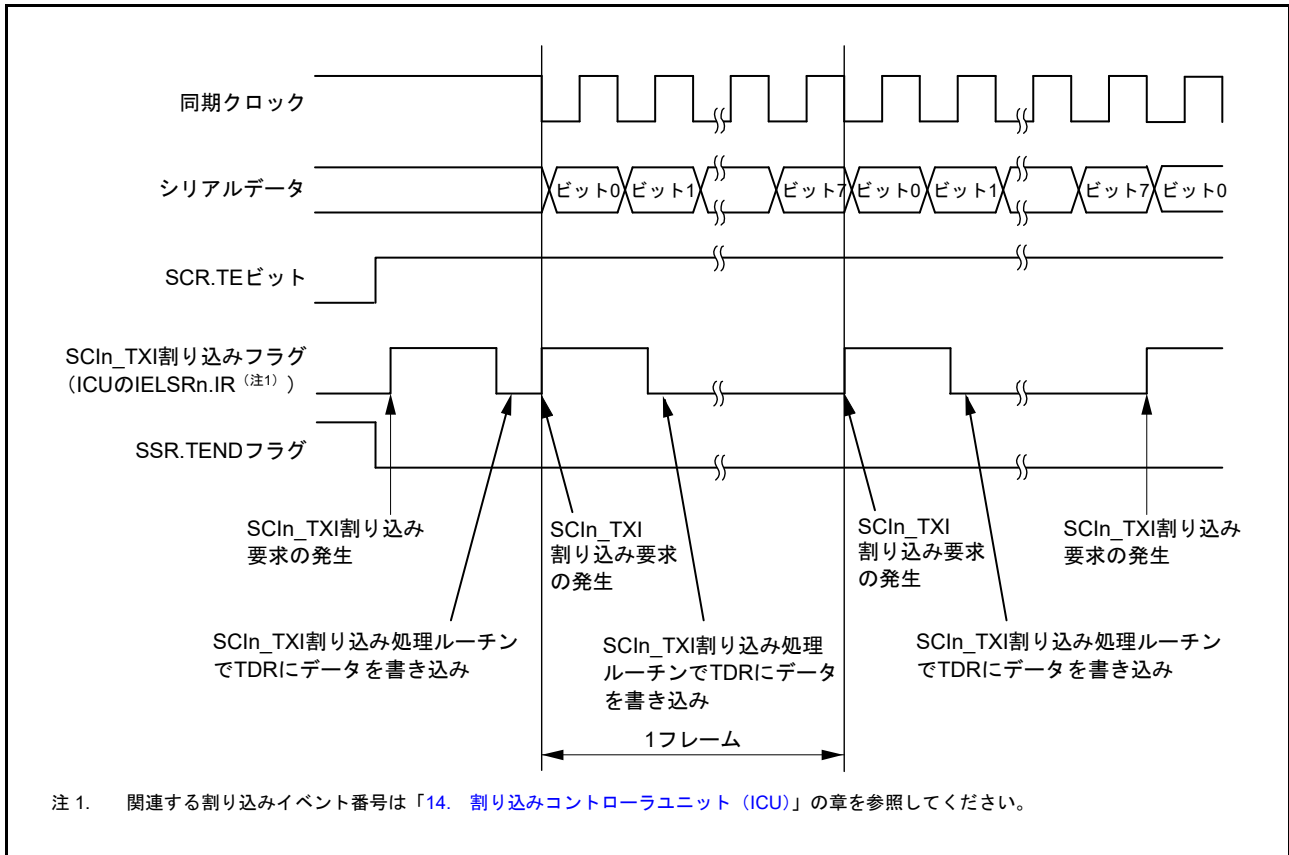 同期クロック
シリアルデータ
ビット0 ビット1 ビット7 ビット0 ビット1 ビット7 ビット0
SCR.TEビット
SCIn_TXI割り込みフラグ
（ICUのIELSRn.IR（注1））
SSR.TENDフラグ
SCIn_TXI割り込み
要求の発生
SCIn_TXI
割り込み要求
の発生
SCIn_TXI
割り込み要求
の発生
SCIn_TXI割り込み
要求の発生
SCIn_TXI割り込み処理ルーチン
でTDRにデータを書き込み
SCIn_TXI割り込み処理
ルーチンでTDRにデータ
を書き込み
SCIn_TXI割り込み処理ルーチン
でTDRにデータを書き込み
1フレーム
注 1. 関連する割り込みイベント番号は「14. 割り込みコントローラユニット（ICU）」の章を参照してください。